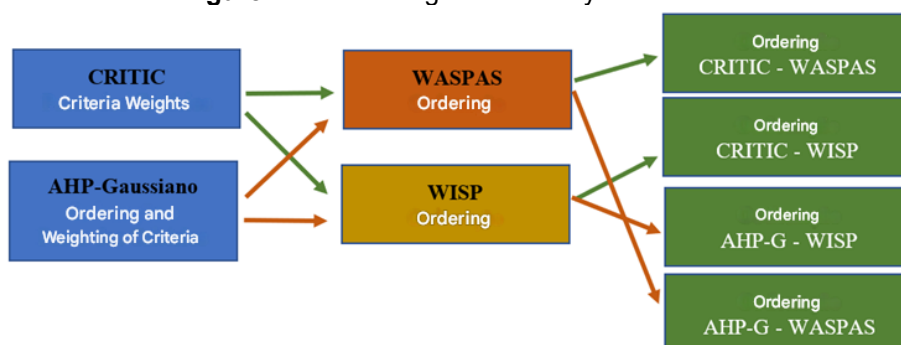 CRITIC
Criteria Weights
AHP-Gaussiano
Ordering and
Weighting of Criteria
WASPAS
Ordering
WISP
Ordering
Ordering
CRITIC - WASPAS
Ordering
CRITIC - WISP
Ordering
AHP-G - WISP
Ordering
AHP-G - WASPAS